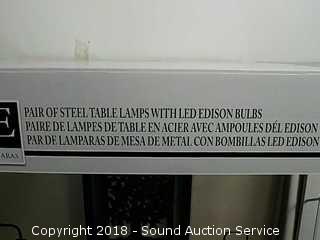 E
PAIR OF STEEL TABLE LAMPS WITH LED EDISON BULBS
PAIRE DE LAMPES DE TABLE EN ACIER AVEC AMPOULES DÉL EDISON
PAR DE LAMPARAS DE MESA DE METAL CON BOMBILLAS LED EDISON
Copyright 2018 - Sound Auction Service